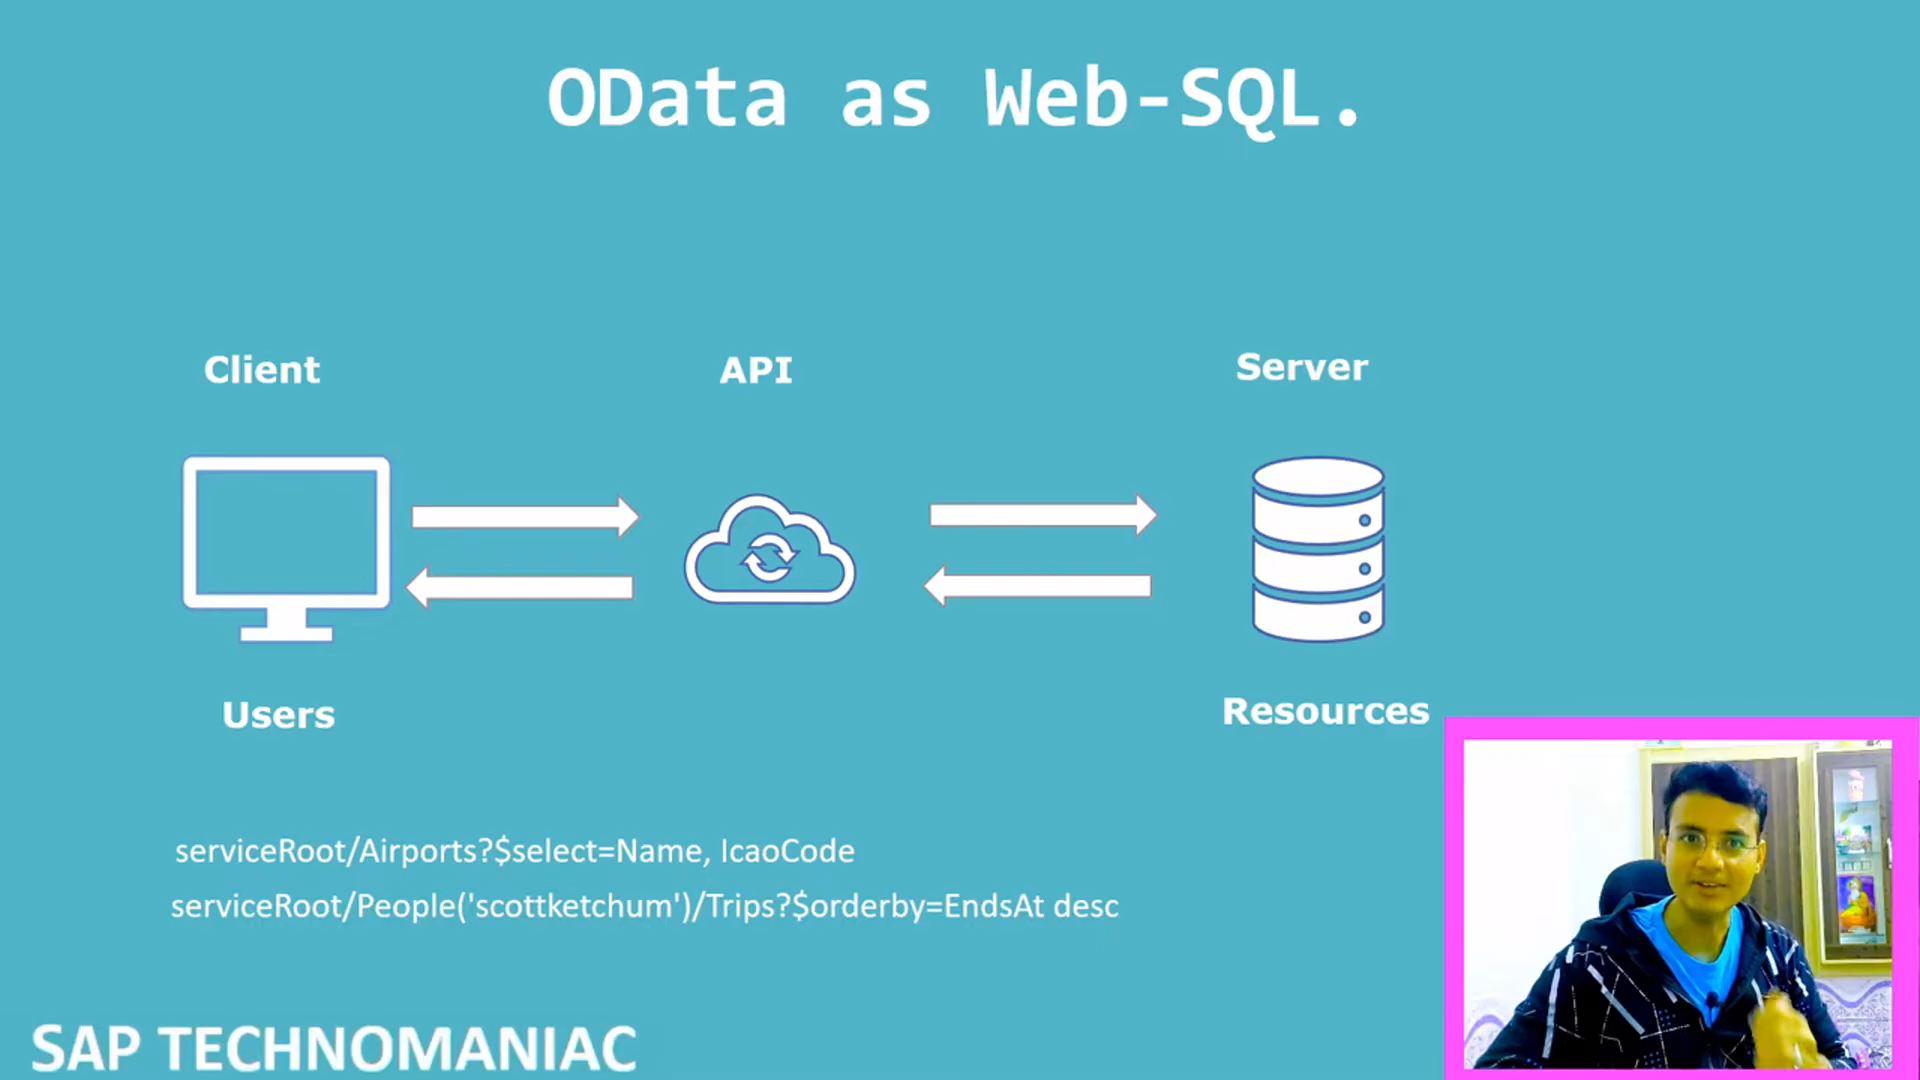 OData as Web-SQL.
Client
API
Server
Users
Resources
serviceRoot/Airports?$select=Name, IcaoCode
serviceRoot/People('scottketchum')/Trips?$orderby=EndsAt desc
SAP TECHNOMANIAC